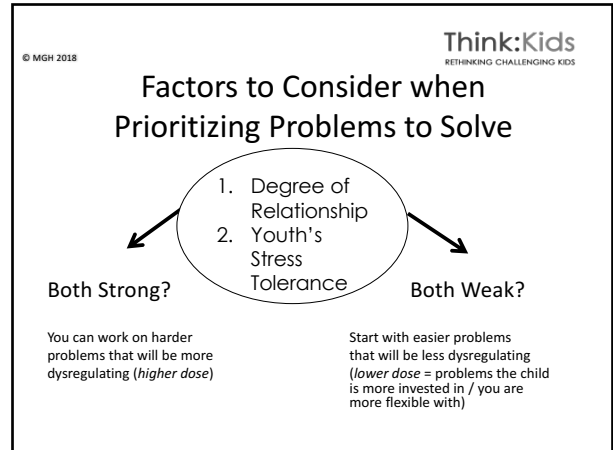 © MGH 2018
Think:Kids
RETHINKING CHALLENGING KIDS
Factors to Consider when
Prioritizing Problems to Solve
1. Degree of
Relationship
2. Youth's
Stress
Tolerance
Both Strong?
You can work on harder
problems that will be more
dysregulating (higher dose)
Both Weak?
Start with easier problems
that will be less dysregulating
(lower dose = problems the child
is more invested in / you are
more flexible with)